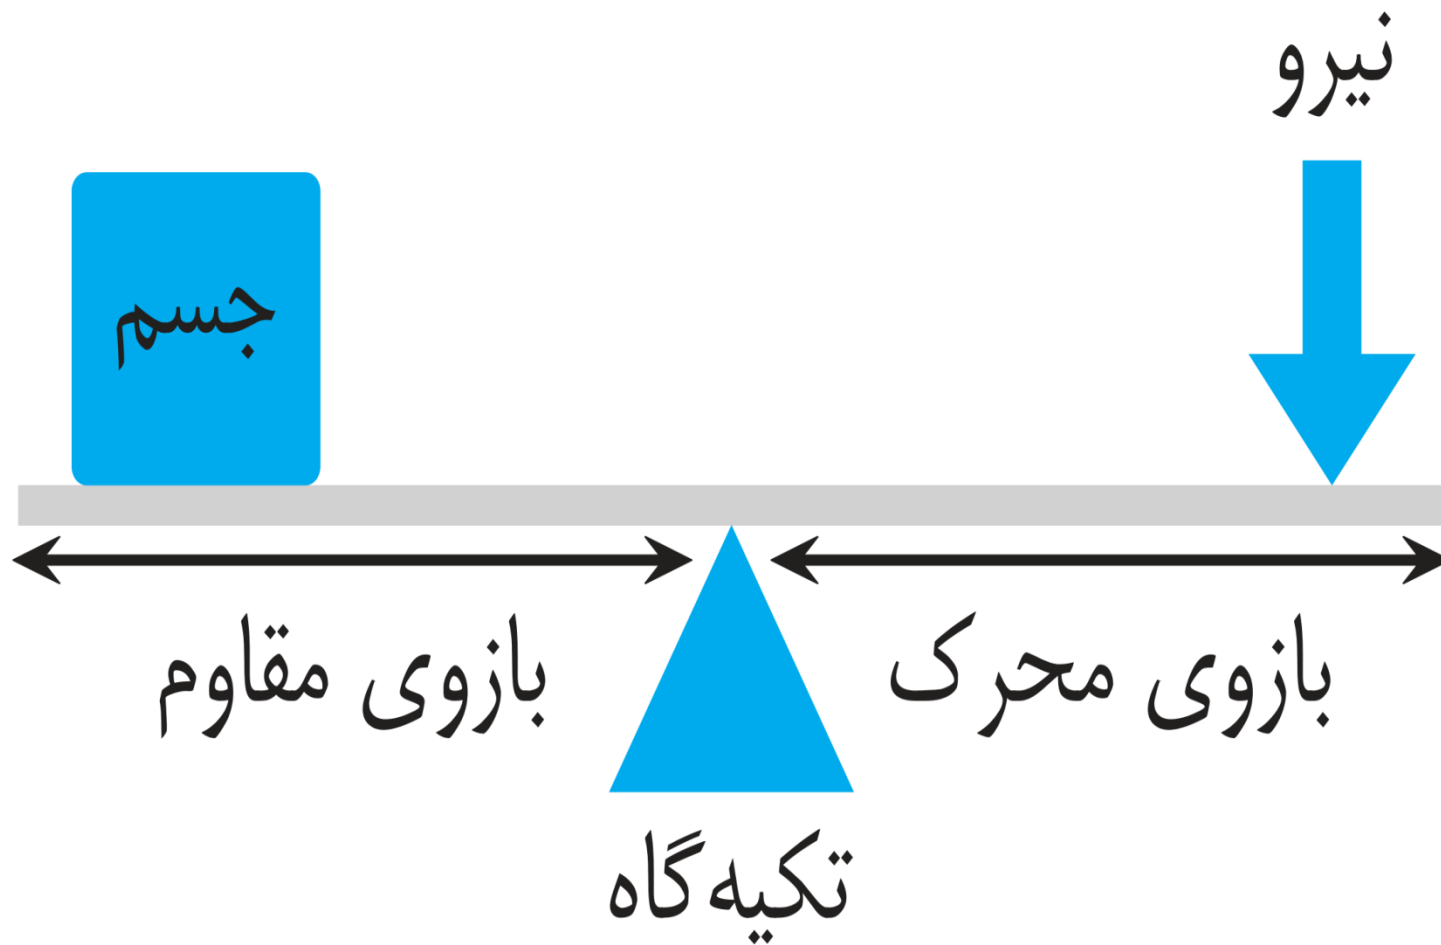 نیرو
جسم
بازوی محرک
بازوی مقاوم
تکیه‌گاه